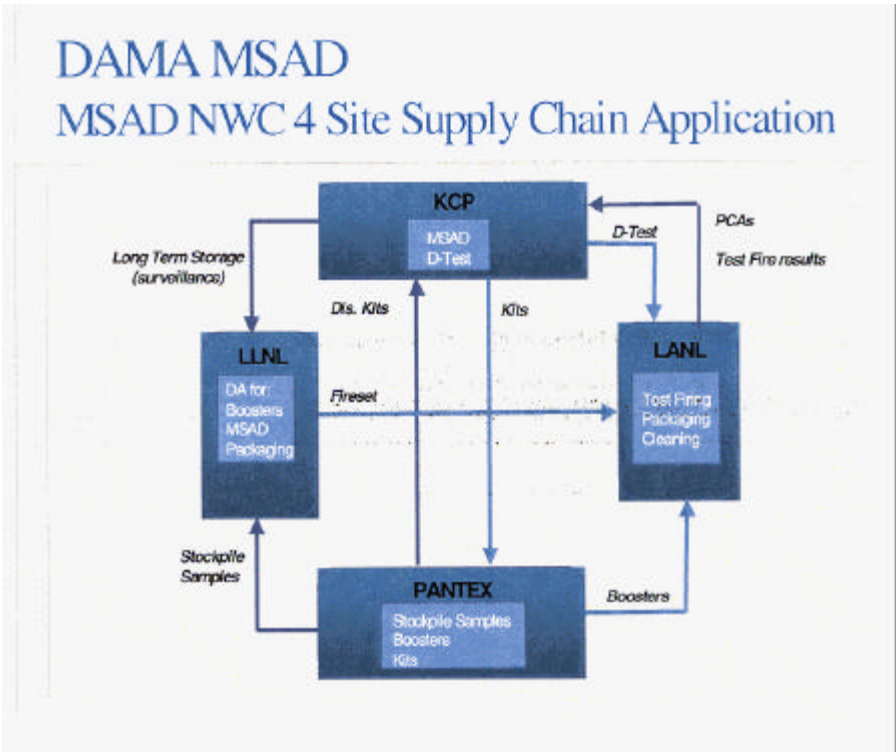 DAMA MSAD
MSAD NWC 4 Site Supply Chain Application
KCP
MSAD
D-Test
PCAs
D-Test
Test Fire results
Long Term Storage
(surveillance)
Dis. Kits
Kits
LLNL
DA for:
Boosters
MSAD
Packaging
Fireset
LANL
Test Firing
Packaging
Cleaning
Stockpile
Samples
PANTEX
Stockpile Samples
Boosters
Kits
Boosters